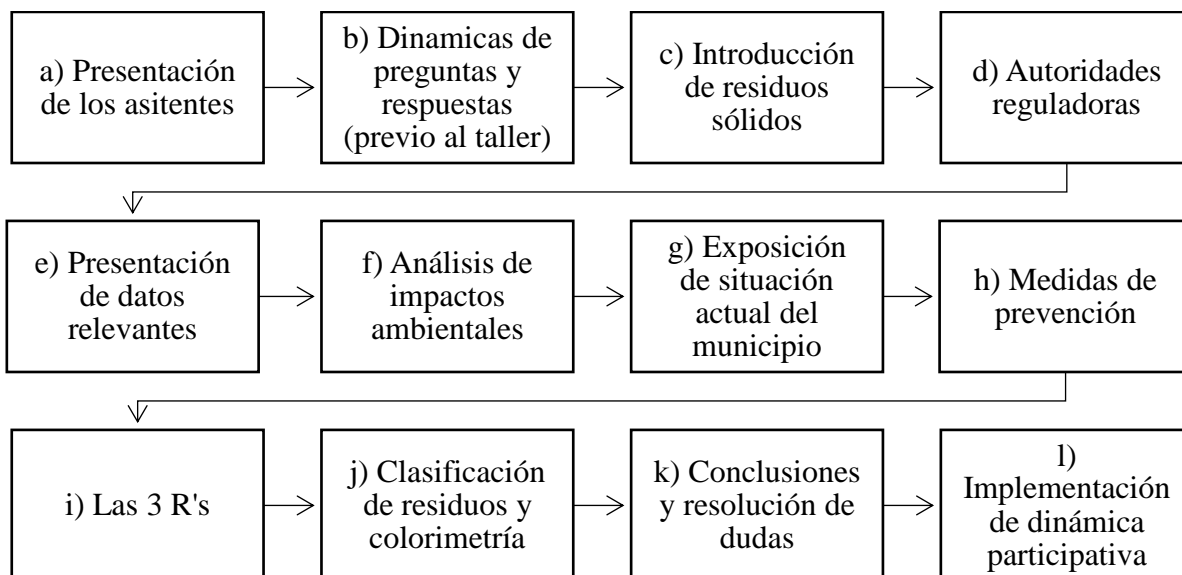 a) Presentación
de los asitentes
b) Dinamicas de
preguntas y
respuestas
(previo al taller)
c) Introducción
de residuos
sólidos
d) Autoridades
reguladoras
e) Presentación
de datos
relevantes
f) Análisis de
impactos
ambientales
g) Exposición
de situación
actual del
municipio
h) Medidas de
prevención
i) Las 3 R's
j) Clasificación
de residuos y
colorimetría
k) Conclusiones
y resolución de
dudas
l)
Implementación
de dinámica
participativa